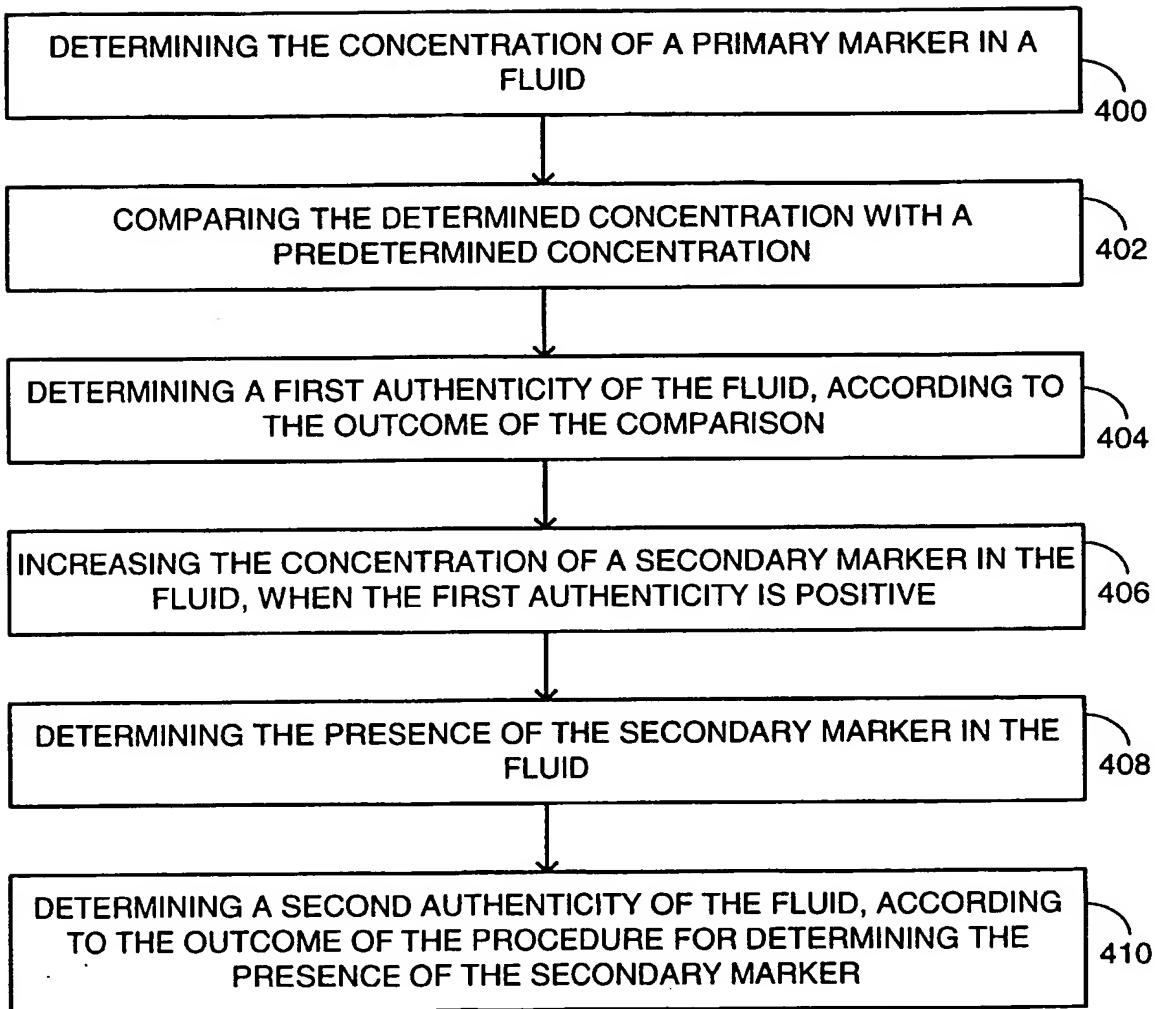 DETERMINING THE CONCENTRATION OF A PRIMARY MARKER IN A
FLUID
400
COMPARING THE DETERMINED CONCENTRATION WITH A
PREDETERMINED CONCENTRATION
402
DETERMINING A FIRST AUTHENTICITY OF THE FLUID, ACCORDING TO
THE OUTCOME OF THE COMPARISON
404
INCREASING THE CONCENTRATION OF A SECONDARY MARKER IN THE
FLUID, WHEN THE FIRST AUTHENTICITY IS POSITIVE
406
DETERMINING THE PRESENCE OF THE SECONDARY MARKER IN THE
FLUID
408
DETERMINING A SECOND AUTHENTICITY OF THE FLUID, ACCORDING
TO THE OUTCOME OF THE PROCEDURE FOR DETERMINING THE
PRESENCE OF THE SECONDARY MARKER
410